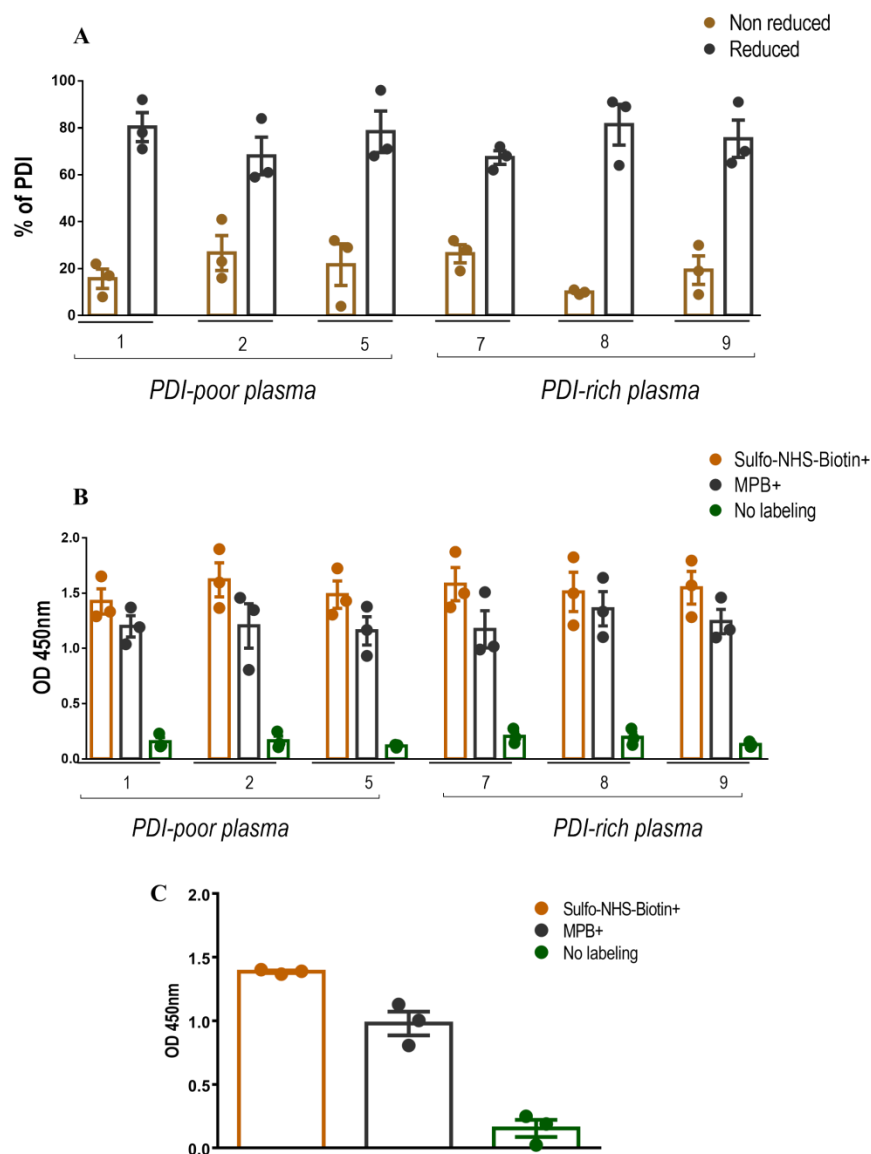 A
Non reduced
Reduced
% of PDI
100
80
60
40
20
0
1 2 5 7 8 9
PDI-poor plasma PDI-rich plasma
B
Sulfo-NHS-Biotin+
MPB+
No labeling
OD 450nm
2.0
1.5
1.0
0.5
0.0
1 2 5 7 8 9
PDI-poor plasma PDI-rich plasma
C
Sulfo-NHS-Biotin+
MPB+
No labeling
OD 450nm
2.0
1.5
1.0
0.5
0.0